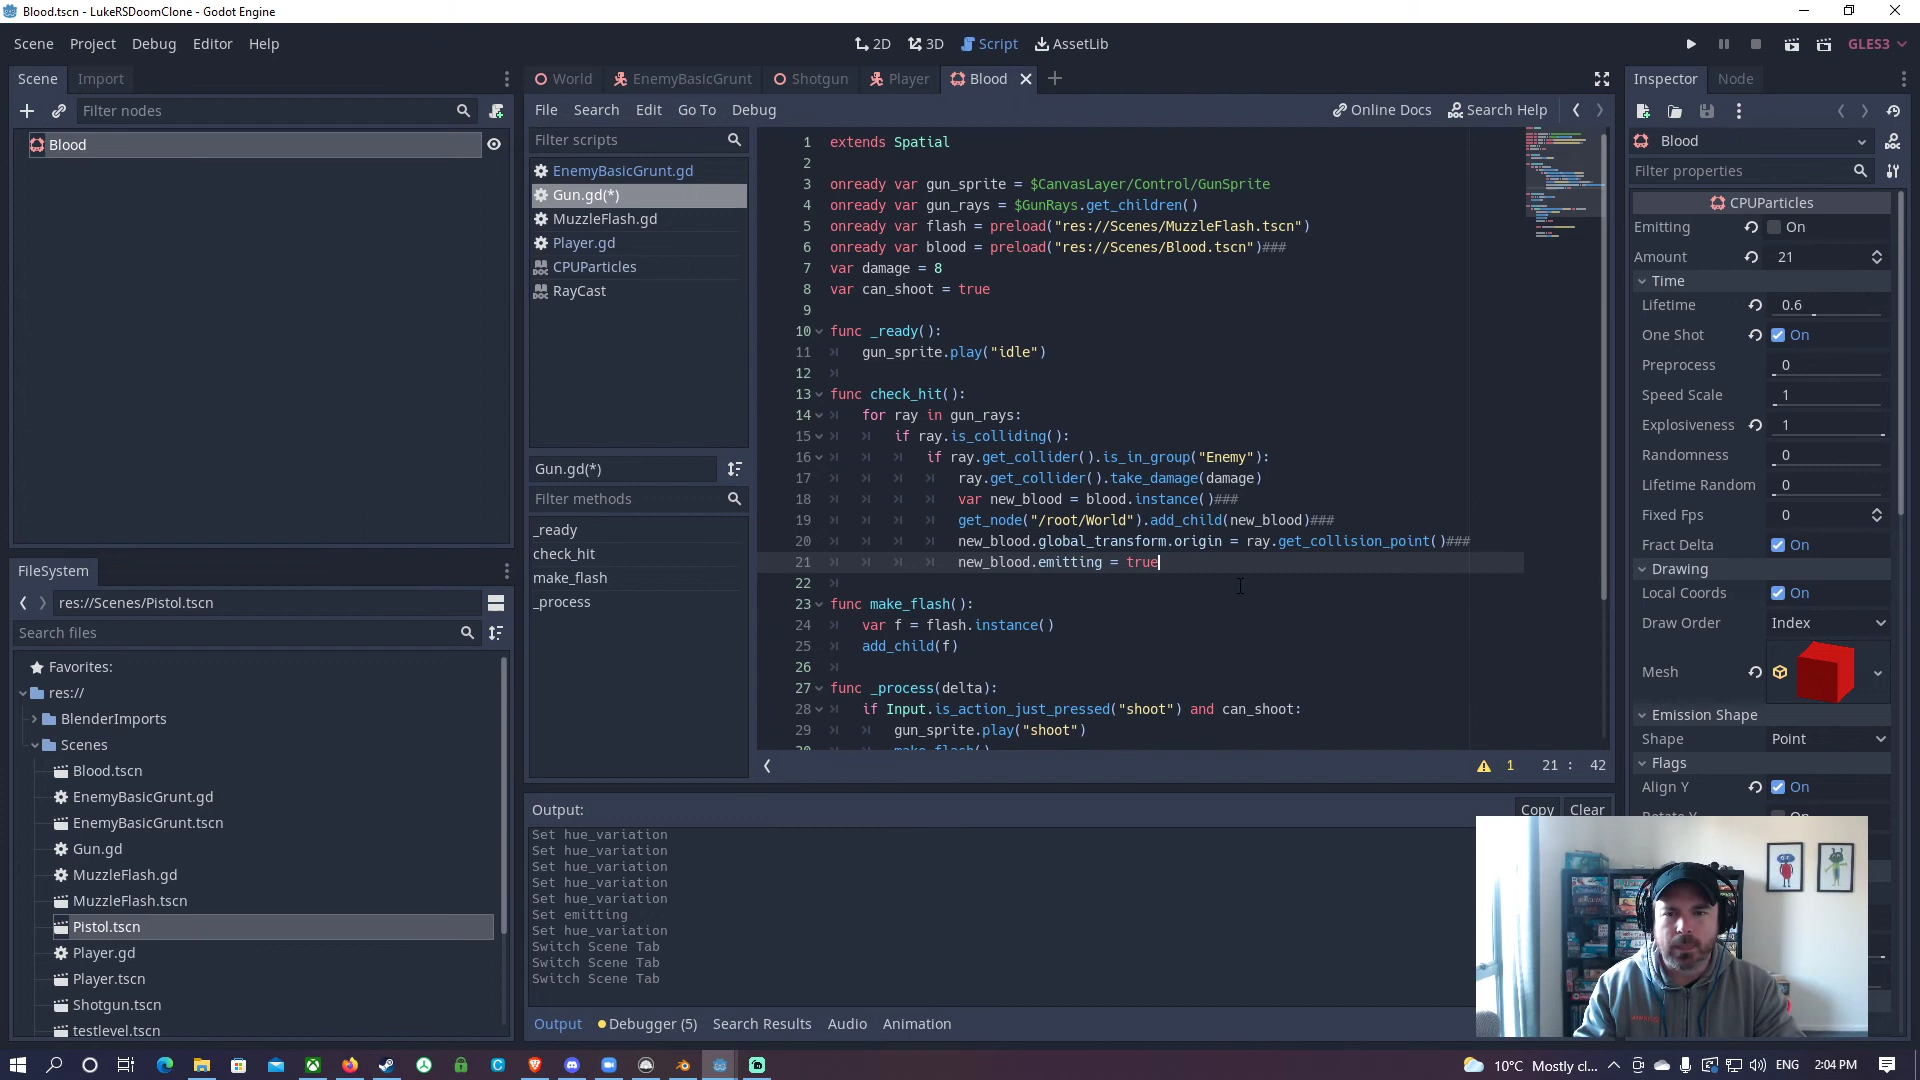 Blood.tscn - LukeRSDoomClone - Godot Engine
Scene Project Debug Editor Help
2D 3D Script AssetLib
GLES3
Scene Import
Filter nodes
Blood
World EnemyBasicGrunt Shotgun Player Blood
File Search Edit Go To Debug
Online Docs Search Help
Filter scripts
EnemyBasicGrunt.gd
Gun.gd(*)
MuzzleFlash.gd
Player.gd
CPUParticles
RayCast
Gun.gd(*)
Filter methods
_ready
check_hit
make_flash
_process
1 extends Spatial
2
3 onready var gun_sprite = $CanvasLayer/Control/GunSprite
4 onready var gun_rays = $GunRays.get_children()
5 onready var flash = preload("res://Scenes/MuzzleFlash.tscn")
6 onready var blood = preload("res://Scenes/Blood.tscn")###
7 var damage = 8
8 var can_shoot = true
9
10 func _ready():
11 gun_sprite.play("idle")
12
13 func check_hit():
14 for ray in gun_rays:
15 if ray.is_colliding():
16 if ray.get_collider().is_in_group("Enemy"):
17 ray.get_collider().take_damage(damage)
18 var new_blood = blood.instance()###
19 get_node("/root/World").add_child(new_blood)###
20 new_blood.global_transform.origin = ray.get_collision_point()###
21 new_blood.emitting = true
22
23 func make_flash():
24 var f = flash.instance()
25 add_child(f)
26
27 func _process(delta):
28 if Input.is_action_just_pressed("shoot") and can_shoot:
29 gun_sprite.play("shoot")
30 make_flash()
1 21 : 42
FileSystem
res://Scenes/Pistol.tscn
Search files
Favorites:
res://
BlenderImports
Scenes
Blood.tscn
EnemyBasicGrunt.gd
EnemyBasicGrunt.tscn
Gun.gd
MuzzleFlash.gd
MuzzleFlash.tscn
Pistol.tscn
Player.gd
Player.tscn
Shotgun.tscn
testlevel.tscn
Output:
Copy Clear
Set hue_variation
Set hue_variation
Set hue_variation
Set hue_variation
Set hue_variation
Set emitting
Set hue_variation
Switch Scene Tab
Switch Scene Tab
Switch Scene Tab
Output Debugger (5) Search Results Audio Animation
Inspector Node
Blood
Filter properties
CPUParticles
Emitting On
Amount 21
Time
Lifetime 0.6
One Shot On
Preprocess 0
Speed Scale 1
Explosiveness 1
Randomness 0
Lifetime Random 0
Fixed Fps 0
Fract Delta On
Drawing
Local Coords On
Draw Order Index
Mesh
Emission Shape
Shape Point
Flags
Align Y On
Rotate Y On
10°C Mostly cl... ENG 2:04 PM